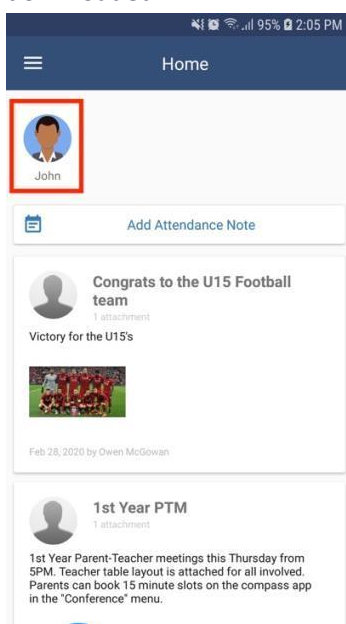 95% 2:05 PM
Home
John
Add Attendance Note
Congrats to the U15 Football
team
1 attachment
Victory for the U15's
Feb 28, 2020 by Owen McGowan
1st Year PTM
1 attachment
1st Year Parent-Teacher meetings this Thursday from
5PM. Teacher table layout is attached for all involved.
Parents can book 15 minute slots on the compass app
in the "Conference" menu.